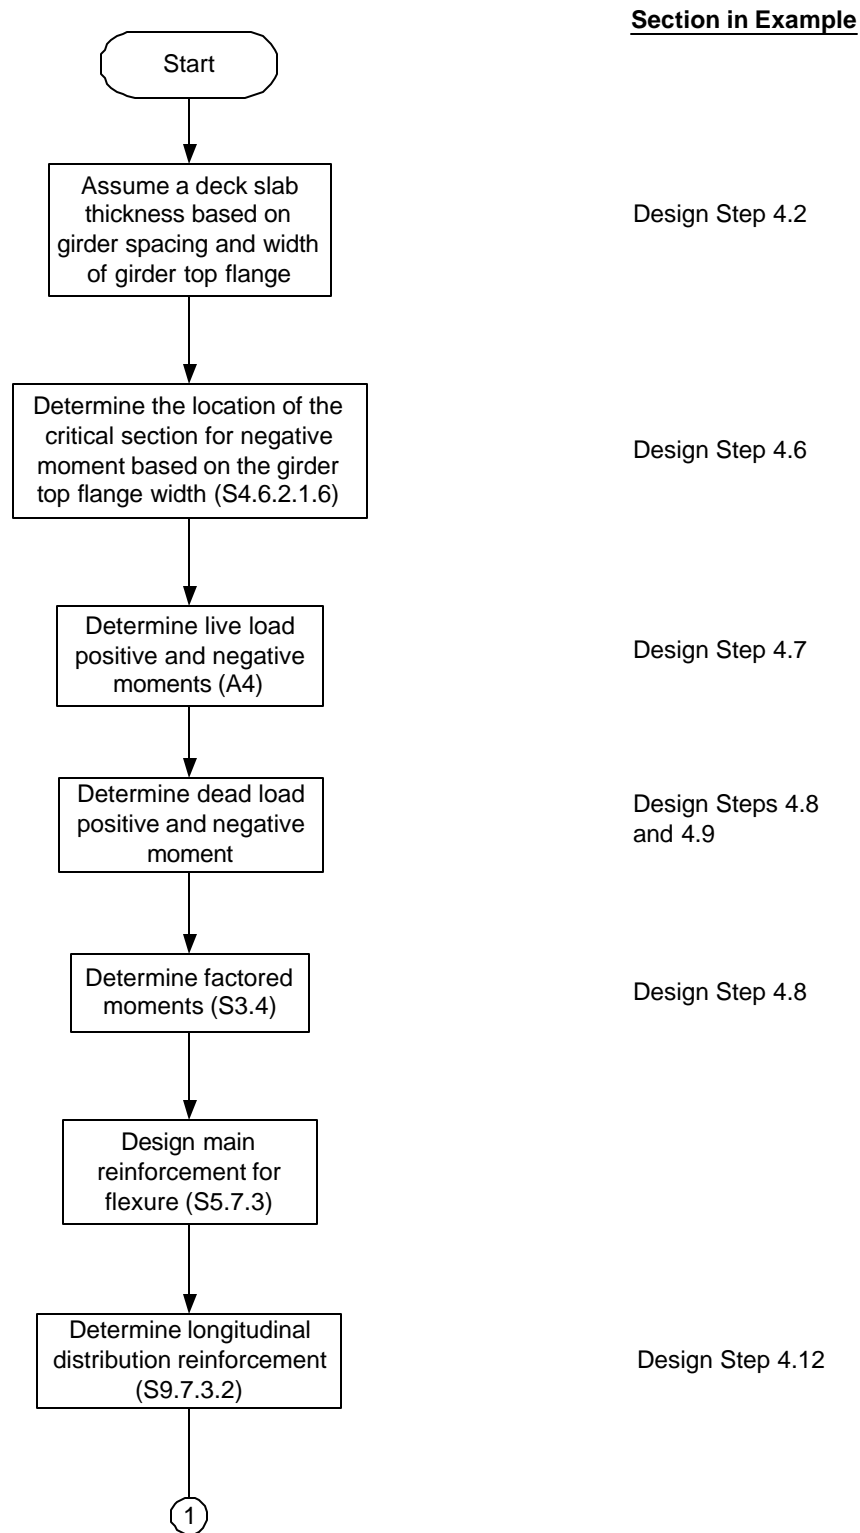 Section in Example
Start
Assume a deck slab
thickness based on
girder spacing and width
of girder top flange
Design Step 4.2
Determine the location of the
critical section for negative
moment based on the girder
top flange width (S4.6.2.1.6)
Design Step 4.6
Determine live load
positive and negative
moments (A4)
Design Step 4.7
Determine dead load
positive and negative
moment
Design Steps 4.8
and 4.9
Determine factored
moments (S3.4)
Design Step 4.8
Design main
reinforcement for
flexure (S5.7.3)
Determine longitudinal
distribution reinforcement
(S9.7.3.2)
Design Step 4.12
1